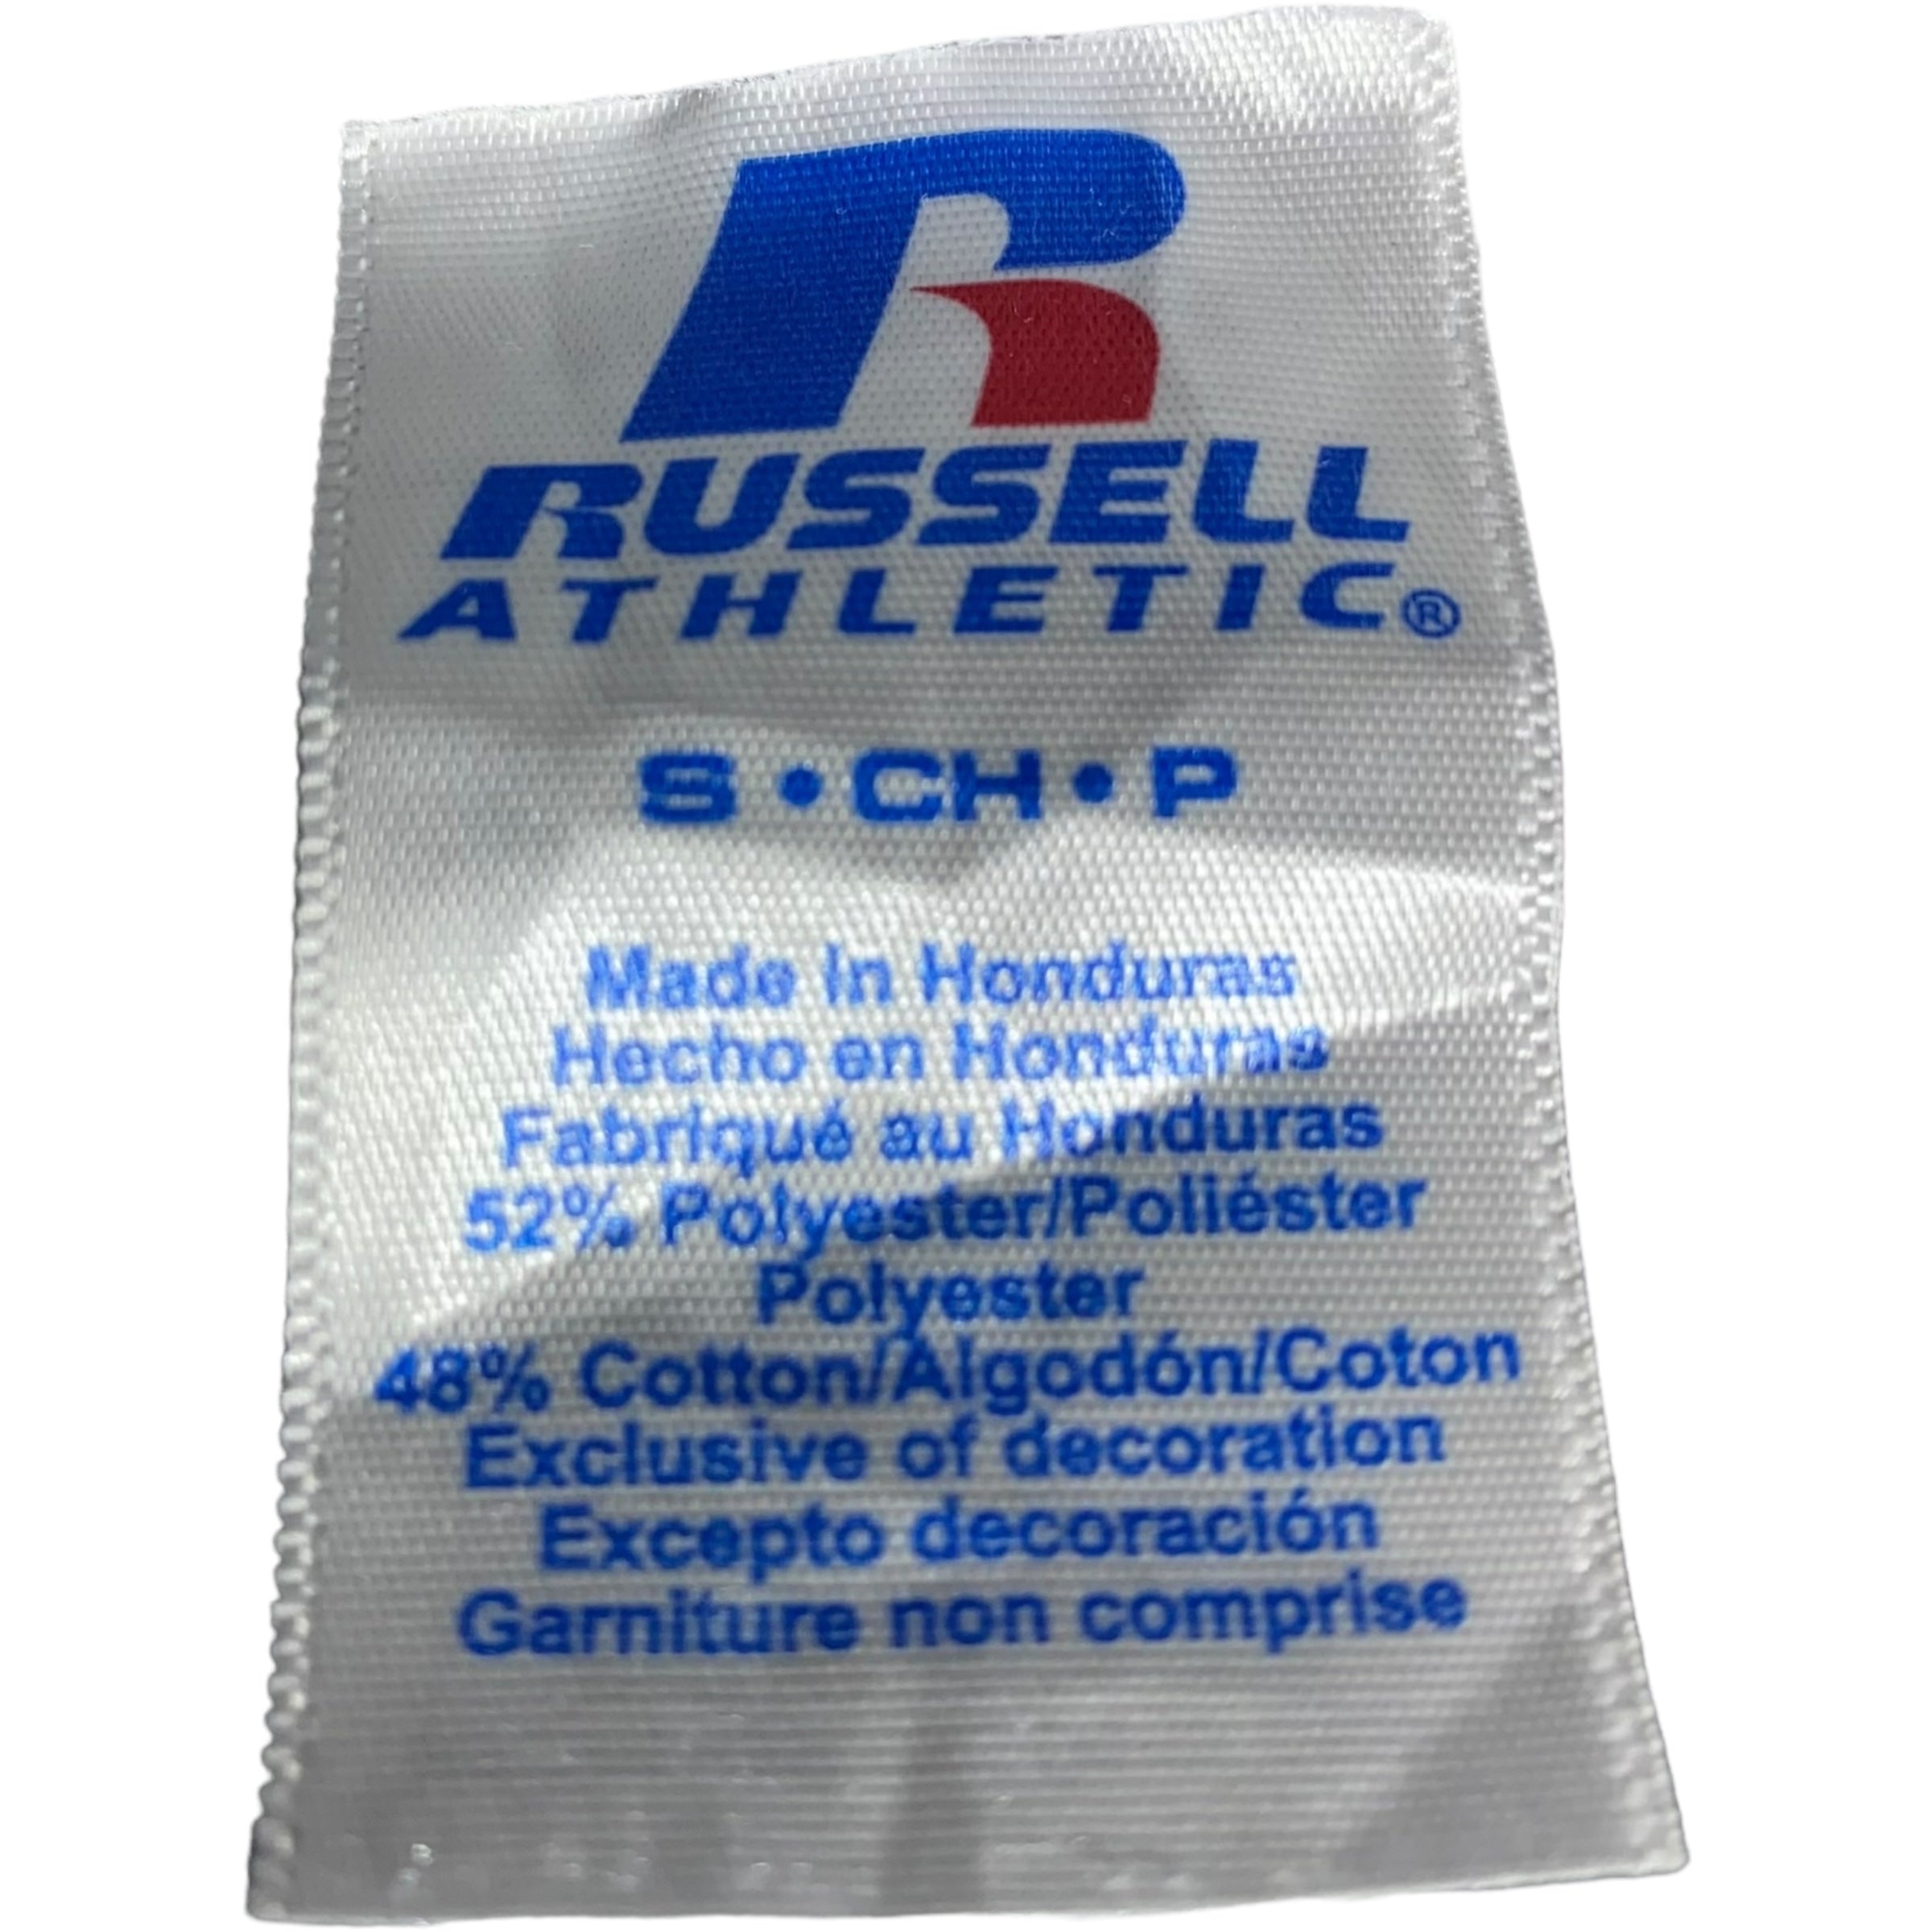 R
RUSSELL
ATHLETIC®
S • CH • P
Made in Honduras
Hecho en Honduras
Fabriqué au Honduras
52% Polyester/Poliéster
Polyester
48% Cotton/Algodón/Coton
Exclusive of decoration
Excepto decoración
Garniture non comprise